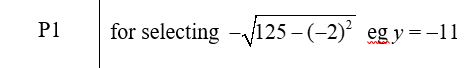 P1 for selecting −√125 – (–2)² eg y = –11